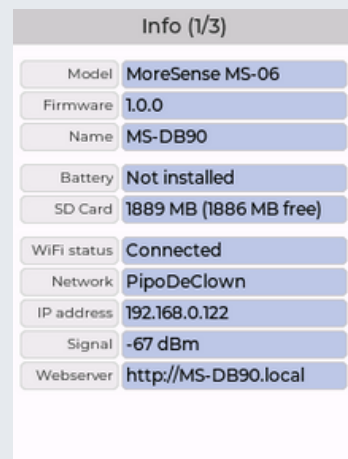 Info (1/3)
Model MoreSense MS-06
Firmware 1.0.0
Name MS-DB90
Battery Not installed
SD Card 1889 MB (1886 MB free)
WiFi status Connected
Network PipoDeClown
IP address 192.168.0.122
Signal -67 dBm
Webserver http://MS-DB90.local